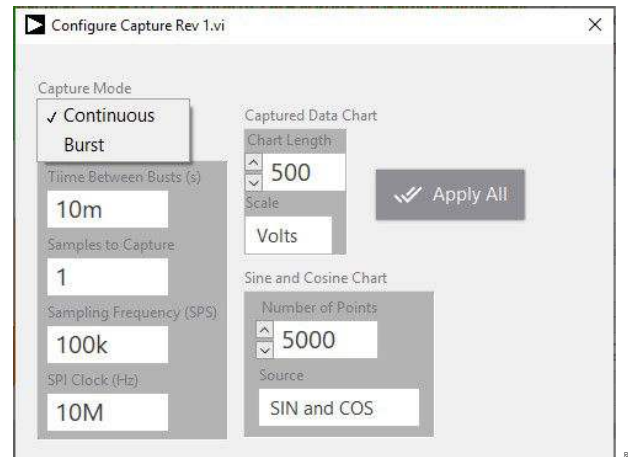 Configure Capture Rev 1.vi
Capture Mode
✓ Continuous
Burst
Tiime Between Busts (s)
10m
Samples to Capture
1
Sampling Frequency (SPS)
100k
SPI Clock (Hz)
10M
Captured Data Chart
Chart Length
500
Scale
Volts
Sine and Cosine Chart
Number of Points
5000
Source
SIN and COS
Apply All